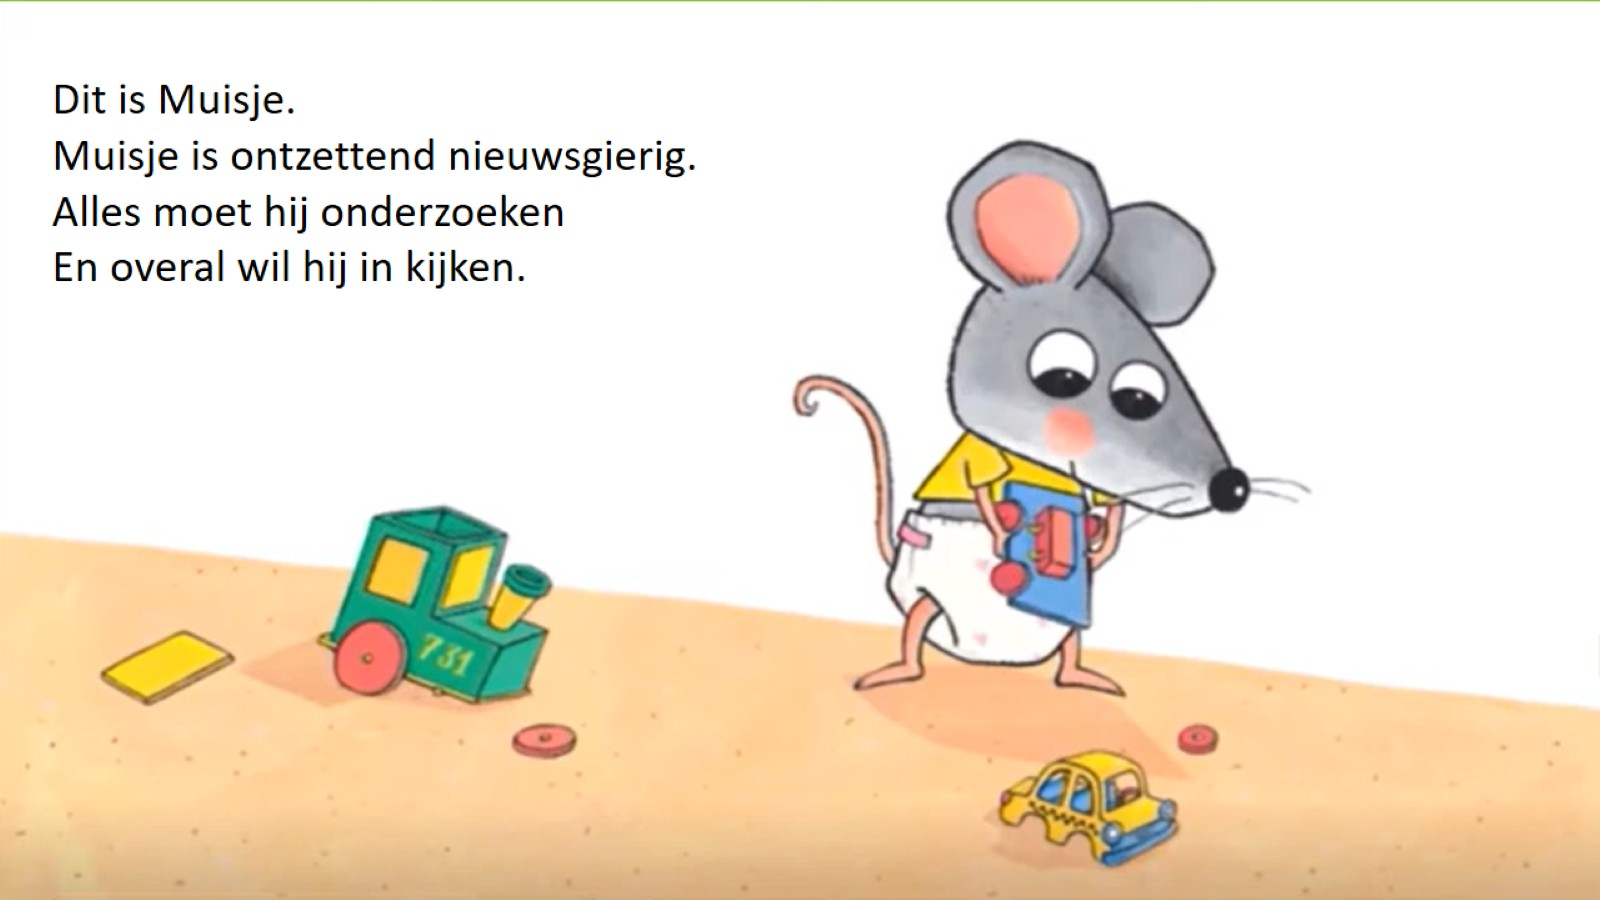 Dit is Muisje.
Muisje is ontzettend nieuwsgierig.
Alles moet hij onderzoeken
En overal wil hij in kijken.
731